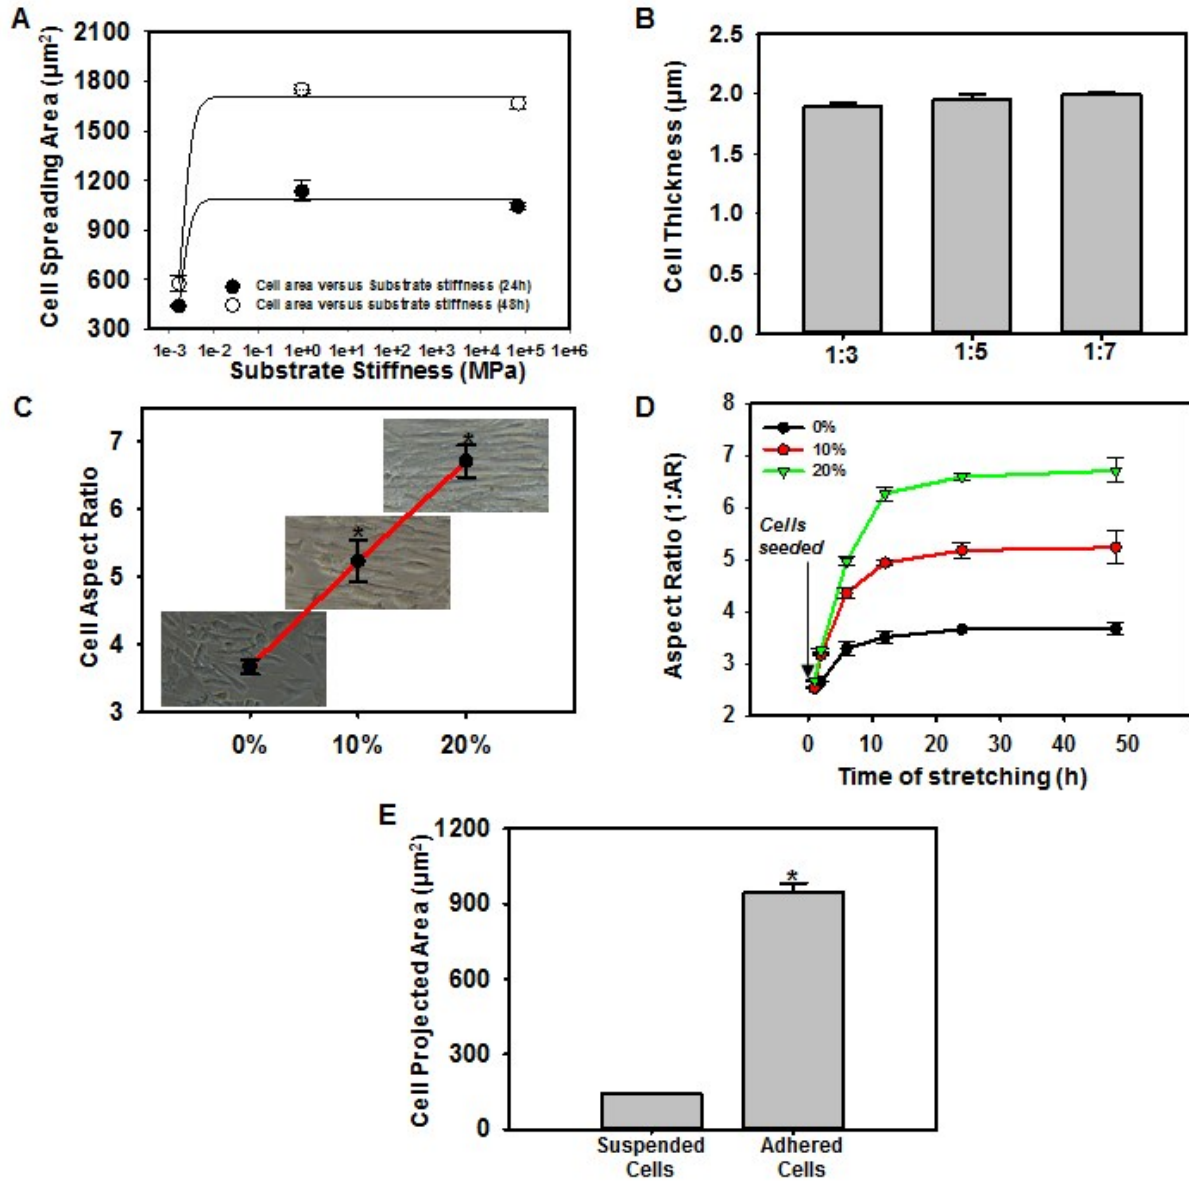 A
2100
1800
1500
1200
900
600
300
Cell Spreading Area (μm²)
Cell area versus Substrate stiffness (24h)
Cell area versus substrate stiffness (48h)
1e-3 1e-2 1e-1 1e+0 1e+1 1e+2 1e+3 1e+4 1e+5 1e+6
Substrate Stiffness (MPa)
B
2.5
2.0
1.5
1.0
0.5
0.0
Cell Thickness (μm)
1:3 1:5 1:7
C
7
6
5
4
3
Cell Aspect Ratio
*
*
0% 10% 20%
D
8
7
6
5
4
3
2
Aspect Ratio (1:AR)
0%
10%
20%
Cells
seeded
0 10 20 30 40 50
Time of stretching (h)
E
1200
900
600
300
0
Cell Projected Area (μm²)
*
Suspended
Cells
Adhered
Cells